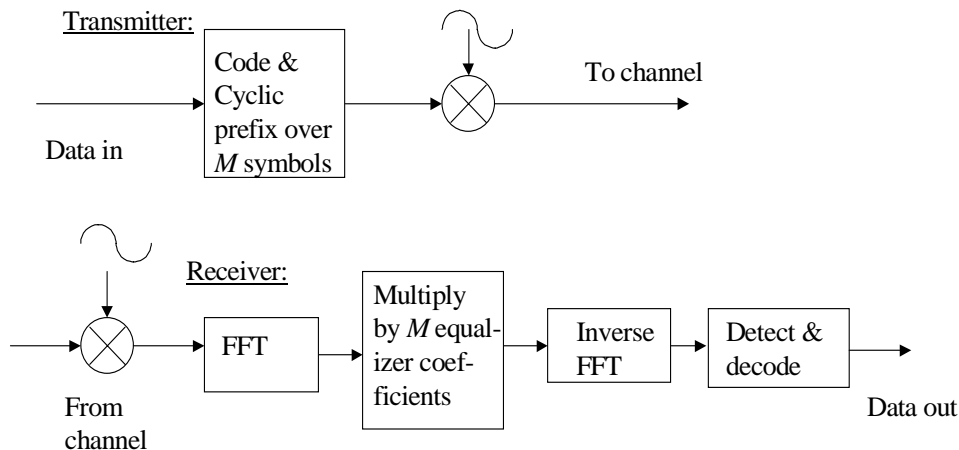 Transmitter:
Code &
Cyclic
prefix over
M symbols
Data in
To channel
Receiver:
FFT
Multiply
by M equal-
izer coef-
ficients
Inverse
FFT
Detect &
decode
From
channel
Data out